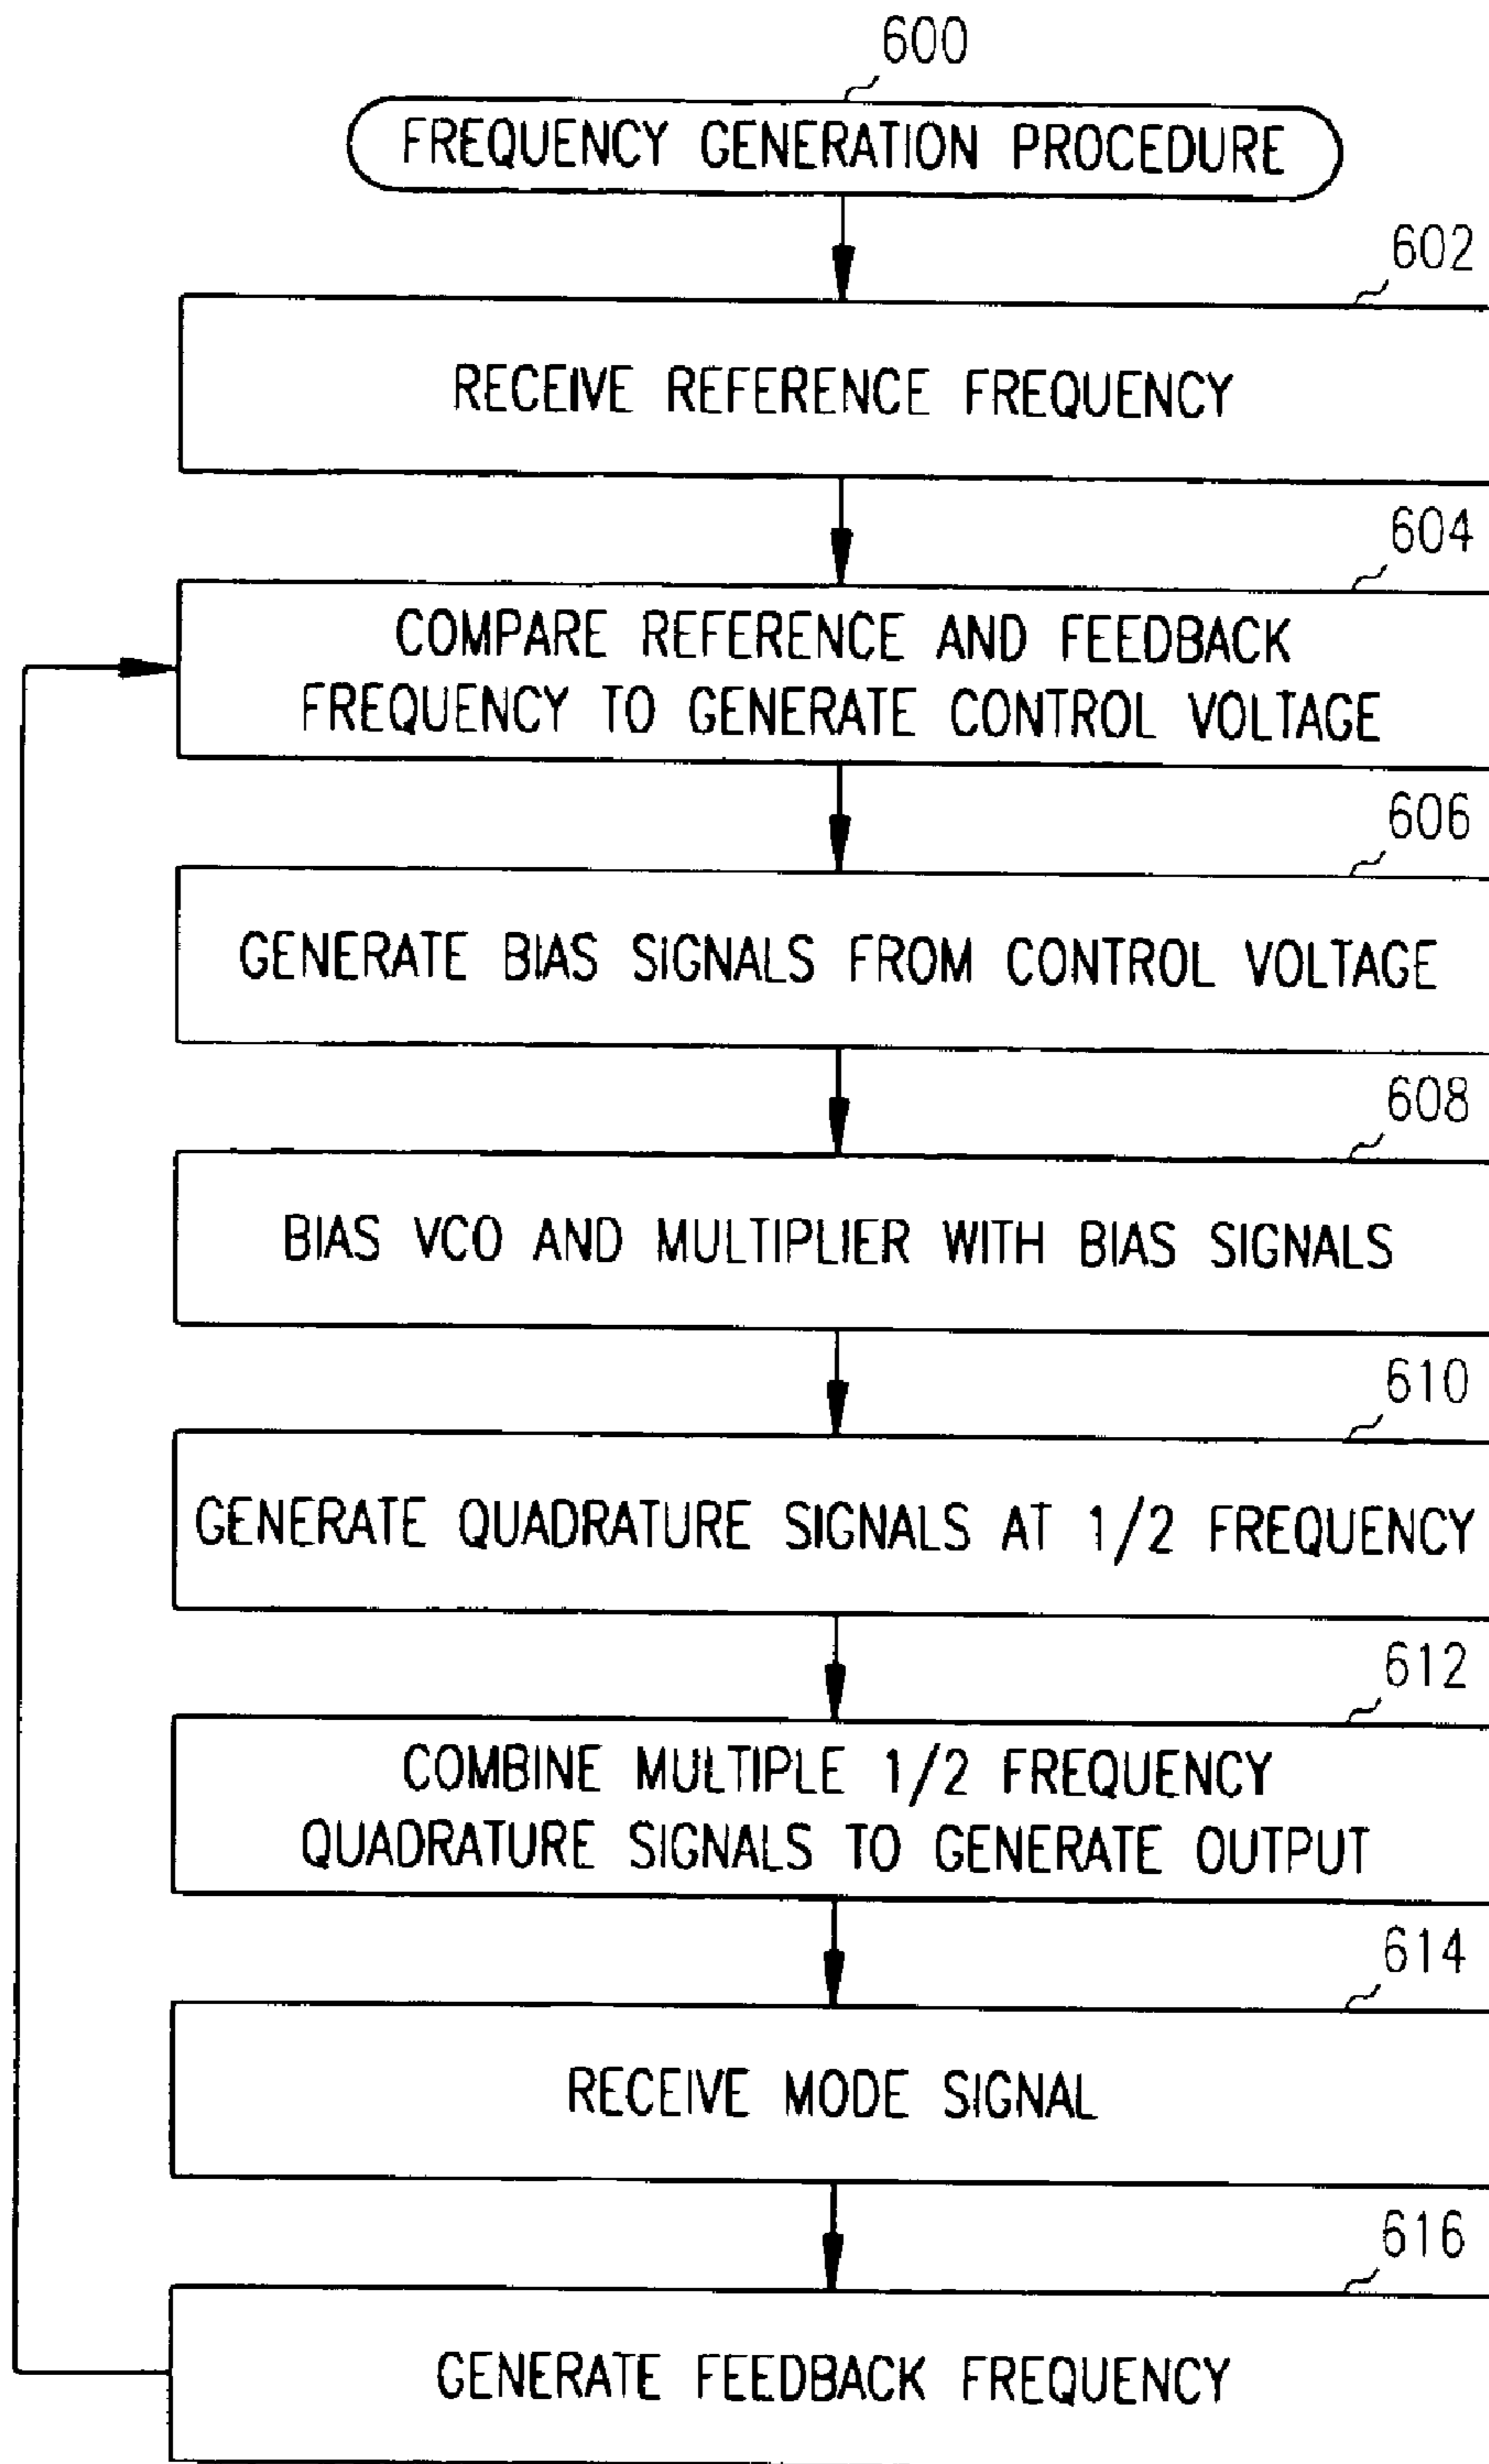 600
FREQUENCY GENERATION PROCEDURE
602
RECEIVE REFERENCE FREQUENCY
604
COMPARE REFERENCE AND FEEDBACK
FREQUENCY TO GENERATE CONTROL VOLTAGE
606
GENERATE BIAS SIGNALS FROM CONTROL VOLTAGE
608
BIAS VCO AND MULTIPLIER WITH BIAS SIGNALS
610
GENERATE QUADRATURE SIGNALS AT 1/2 FREQUENCY
612
COMBINE MULTIPLE 1/2 FREQUENCY
QUADRATURE SIGNALS TO GENERATE OUTPUT
614
RECEIVE MODE SIGNAL
616
GENERATE FEEDBACK FREQUENCY